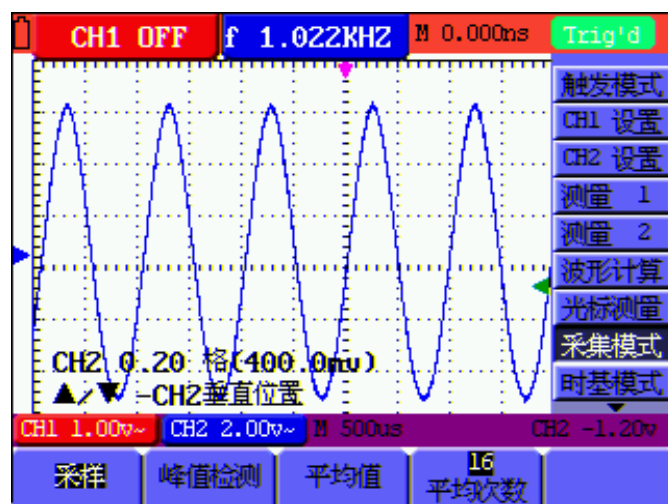 CH1 OFF f 1.022KHZ M 0.000ns Trig'd
触发模式
CH1 设置
CH2 设置
测量 1
测量 2
波形计算
光标测量
采集模式
时基模式
CH2 0.20 格(400.0mv)
▲/▼ -CH2垂直位置
CH1 1.00v~ CH2 2.00v~ M 500us CH2 -1.20v
采样 峰值检测 平均值 16
平均次数